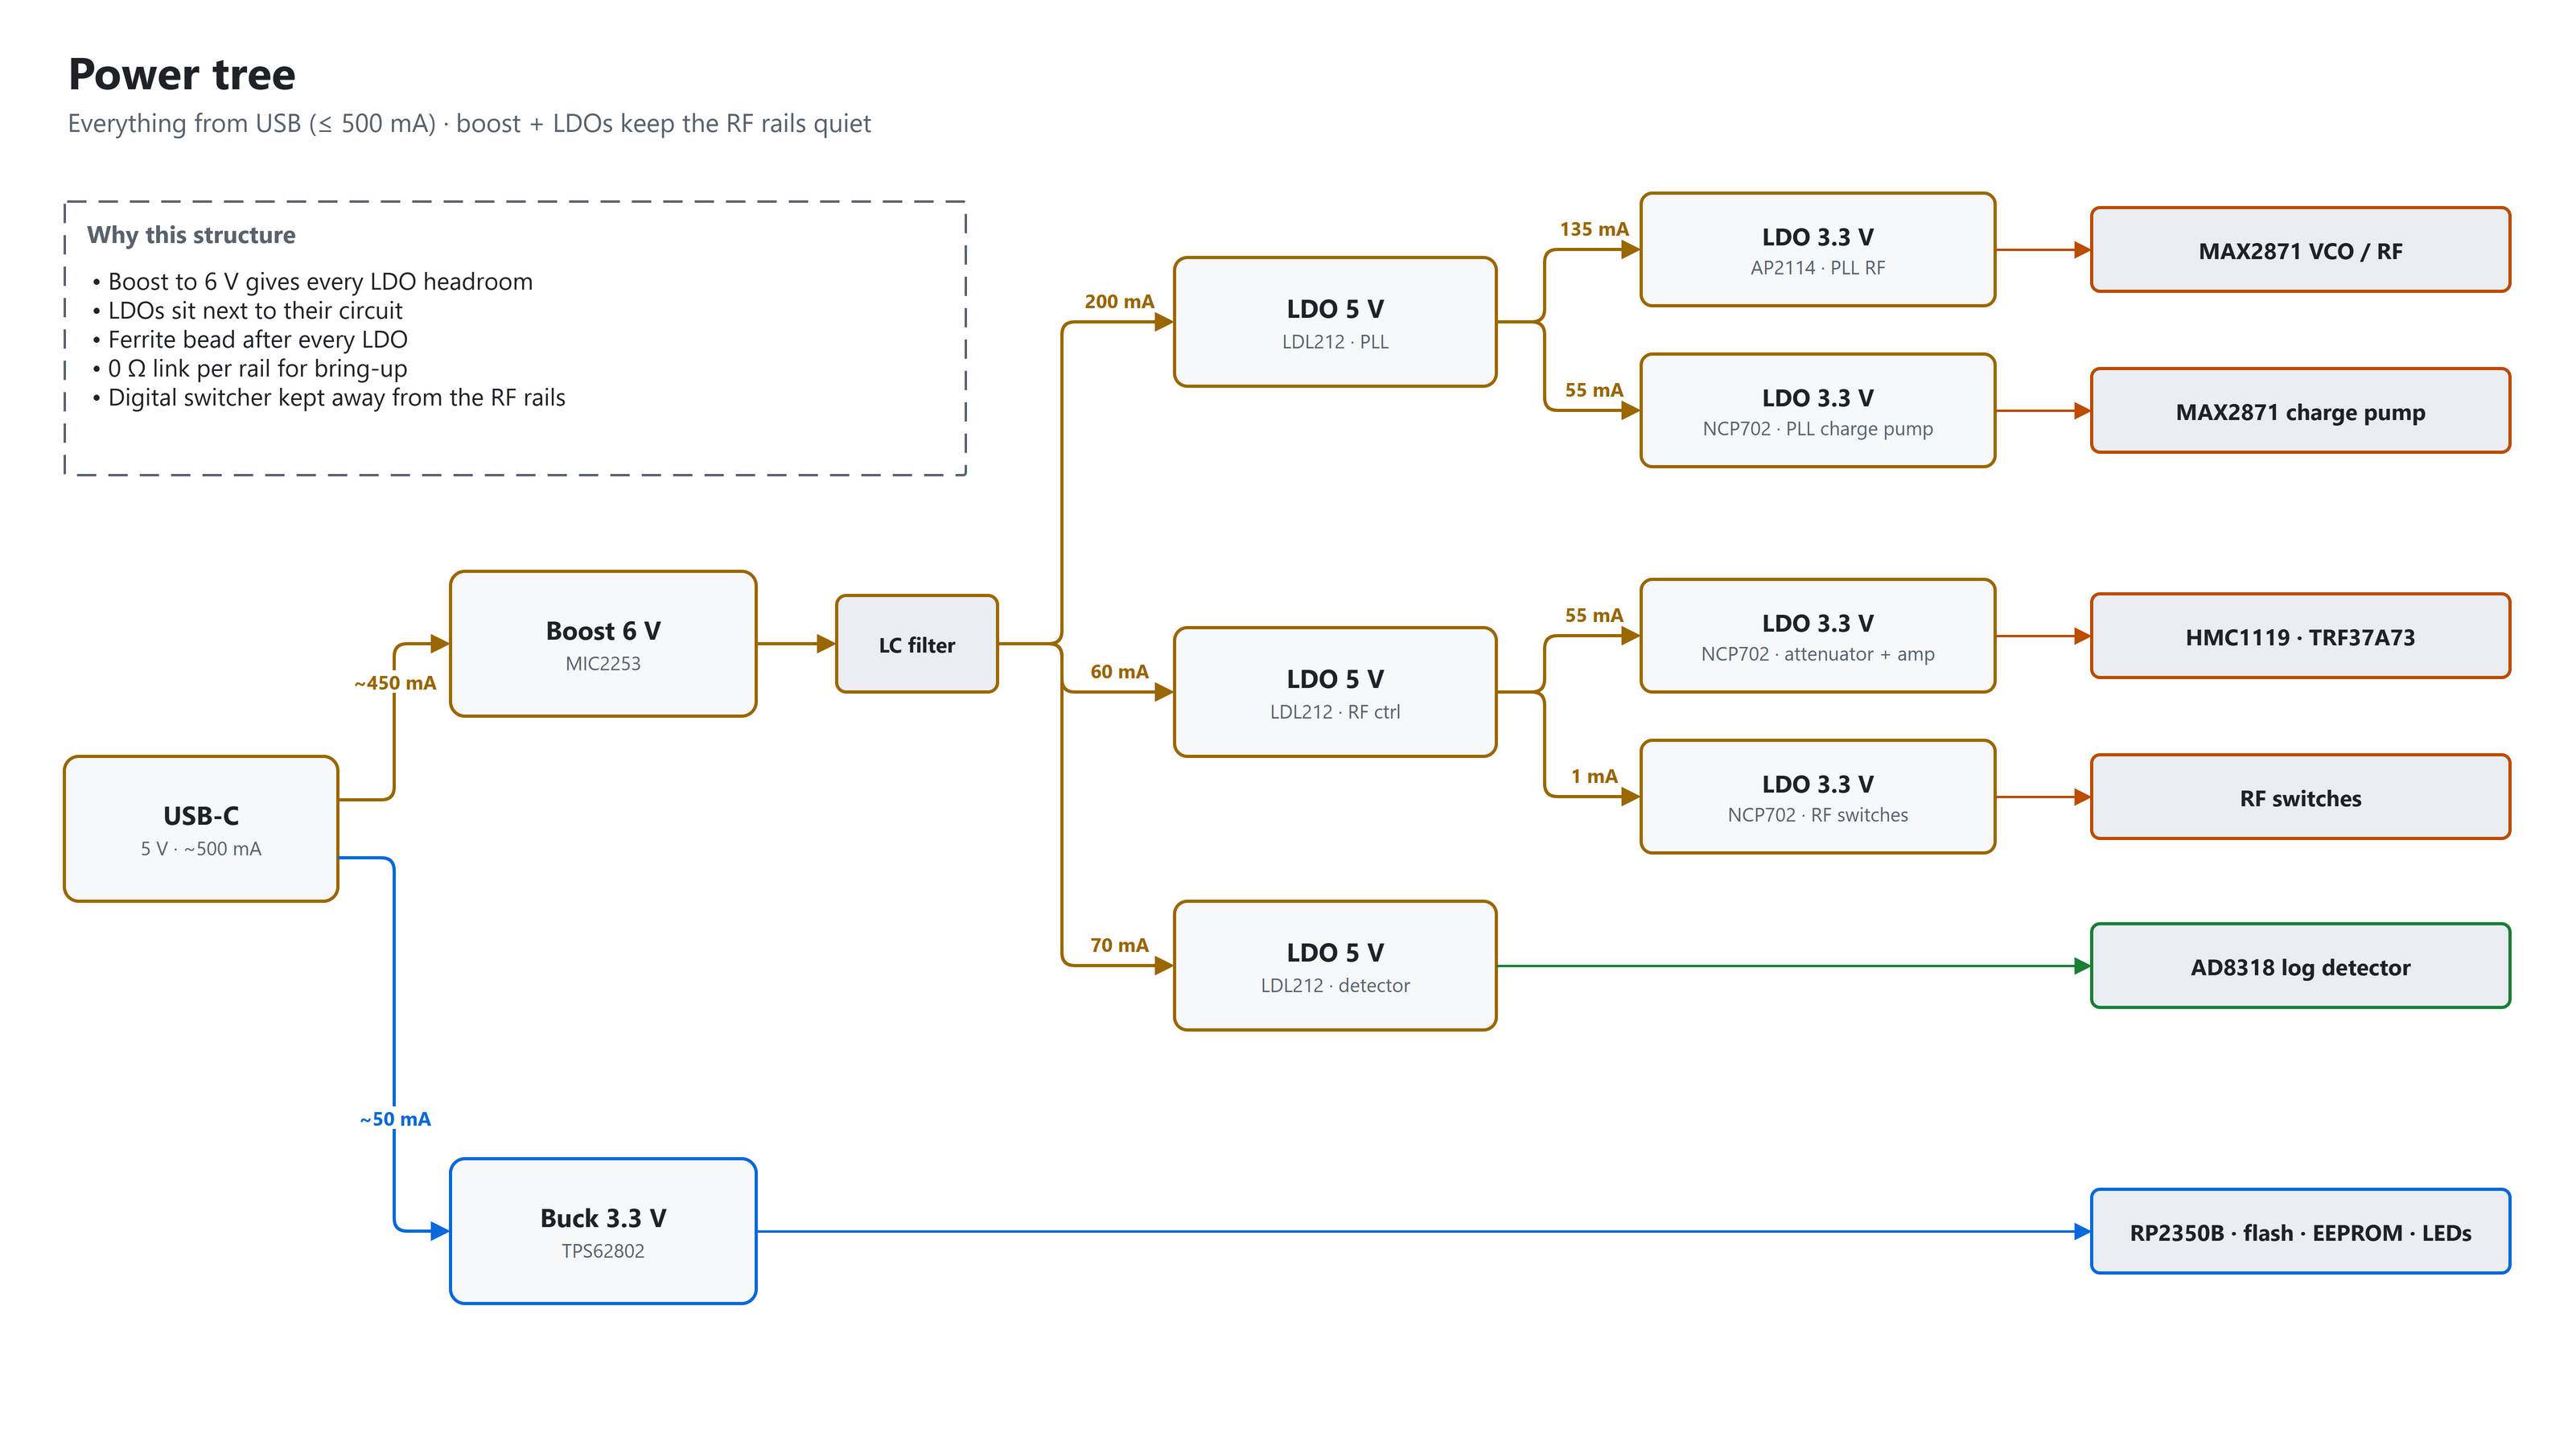 Power tree
Everything from USB (≤ 500 mA) · boost + LDOs keep the RF rails quiet
Why this structure
• Boost to 6 V gives every LDO headroom
• LDOs sit next to their circuit
• Ferrite bead after every LDO
• 0 Ω link per rail for bring-up
• Digital switcher kept away from the RF rails
USB-C
5 V · ~500 mA
~450 mA
~50 mA
Boost 6 V
MIC2253
Buck 3.3 V
TPS62802
LC filter
200 mA
60 mA
70 mA
LDO 5 V
LDL212 · PLL
LDO 5 V
LDL212 · RF ctrl
LDO 5 V
LDL212 · detector
135 mA
55 mA
55 mA
1 mA
LDO 3.3 V
AP2114 · PLL RF
LDO 3.3 V
NCP702 · PLL charge pump
LDO 3.3 V
NCP702 · attenuator + amp
LDO 3.3 V
NCP702 · RF switches
MAX2871 VCO / RF
MAX2871 charge pump
HMC1119 · TRF37A73
RF switches
AD8318 log detector
RP2350B · flash · EEPROM · LEDs